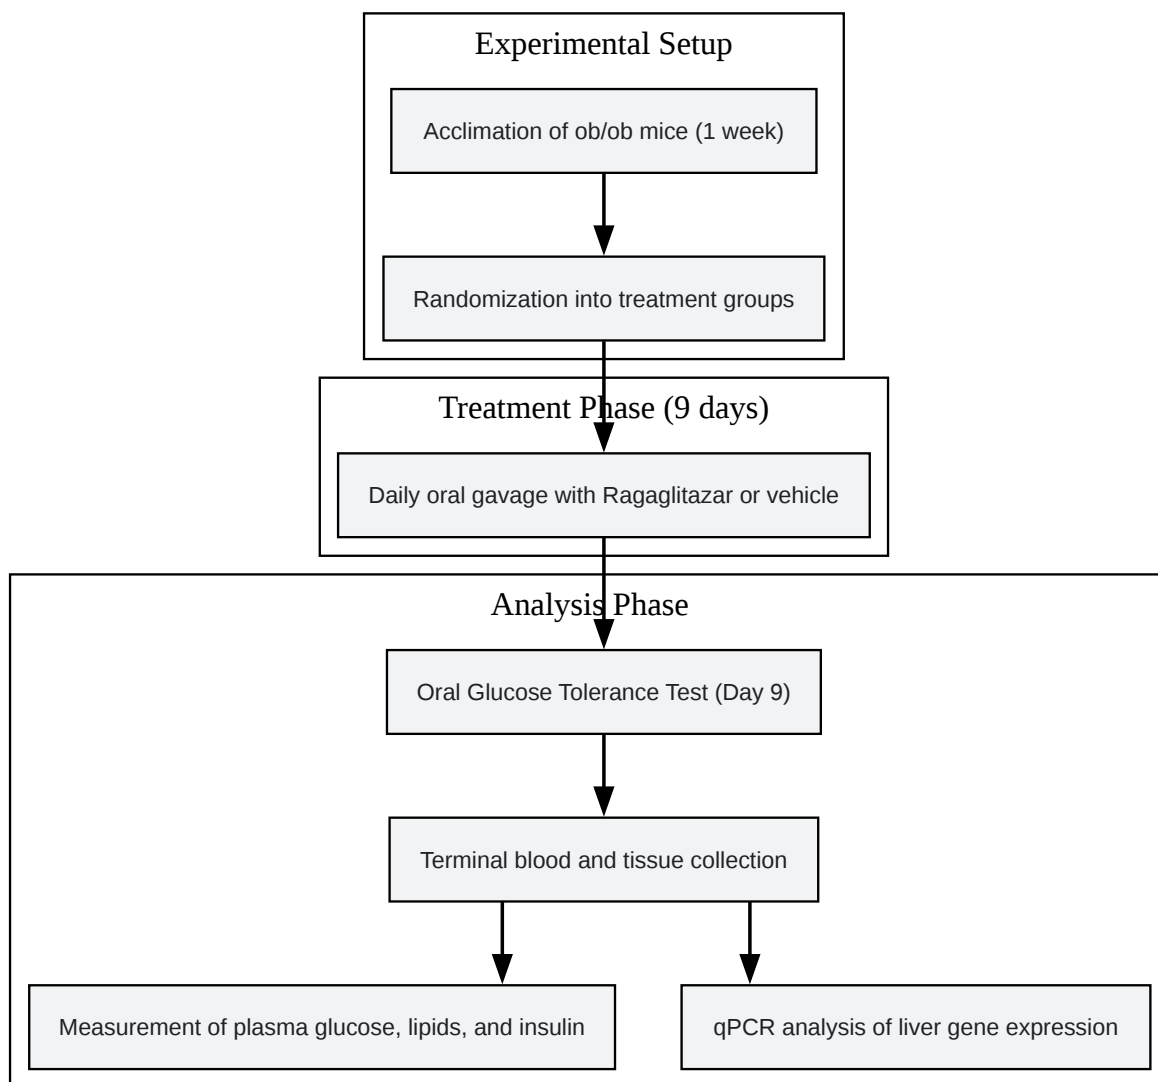 Experimental Setup
Acclimation of ob/ob mice (1 week)
Randomization into treatment groups
Treatment Phase (9 days)
Daily oral gavage with Ragaglitazar or vehicle
Analysis Phase
Oral Glucose Tolerance Test (Day 9)
Terminal blood and tissue collection
Measurement of plasma glucose, lipids, and insulin
qPCR analysis of liver gene expression